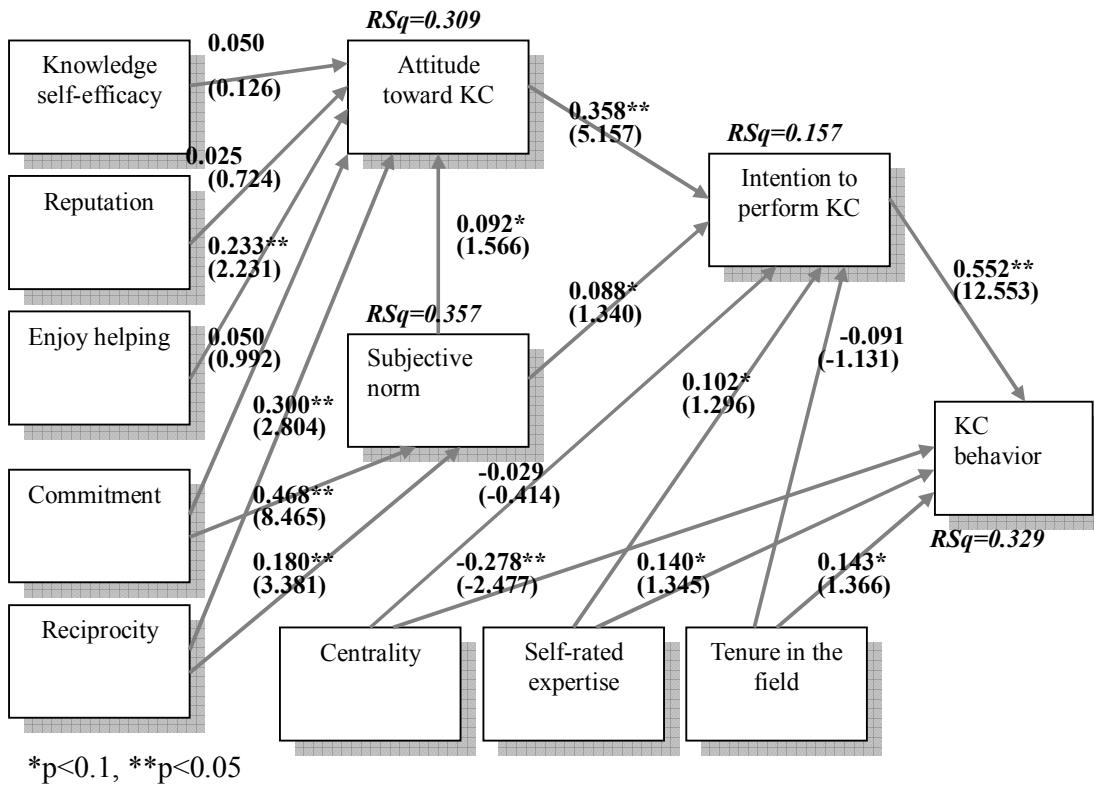 RSq=0.309
Knowledge
self-efficacy
0.050
(0.126)
Attitude
toward KC
0.358**
(5.157)
RSq=0.157
Intention to
perform KC
0.025
(0.724)
Reputation
0.233**
(2.231)
0.092*
(1.566)
0.552**
(12.553)
RSq=0.357
0.088*
(1.340)
Enjoy helping
0.050
(0.992)
Subjective
norm
-0.091
(-1.131)
0.102*
(1.296)
0.300**
(2.804)
KC
behavior
RSq=0.329
Commitment
0.468**
(8.465)
-0.029
(-0.414)
0.180**
(3.381)
-0.278**
(-2.477)
0.140*
(1.345)
0.143*
(1.366)
Reciprocity
Centrality
Self-rated
expertise
Tenure in the
field
*p<0.1, **p<0.05